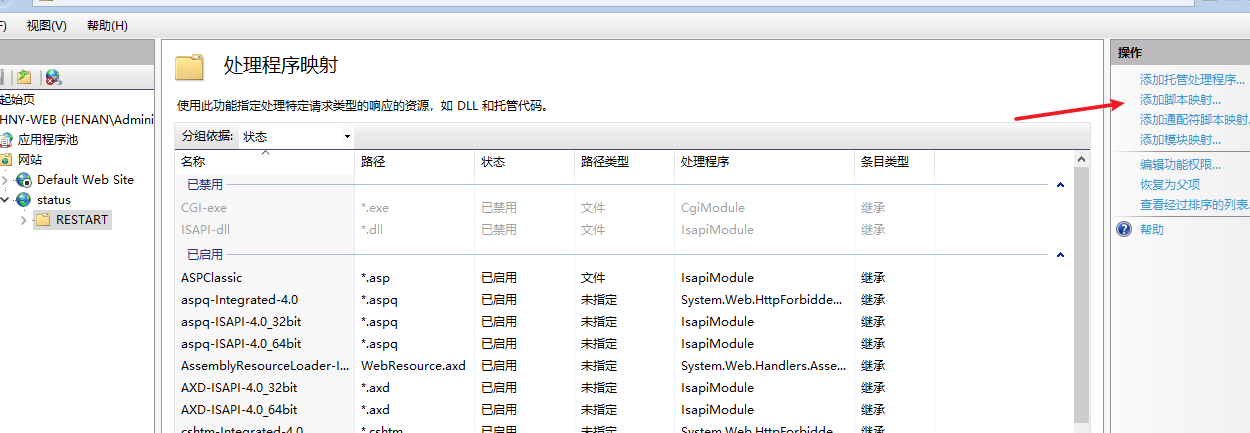 视图(V) 帮助(H)
起始页
HNY-WEB (HENAN\Admini
应用程序池
网站
Default Web Site
status
RESTART
处理程序映射
使用此功能指定处理特定请求类型的响应的资源，如 DLL 和托管代码。
分组依据: 状态
名称 路径 状态 路径类型 处理程序 条目类型
已禁用
CGI-exe *.exe 已禁用 文件 CgiModule 继承
ISAPI-dll *.dll 已禁用 文件 IsapiModule 继承
已启用
ASPClassic *.asp 已启用 文件 IsapiModule 继承
aspq-Integrated-4.0 *.aspq 已启用 未指定 System.Web.HttpForbidde... 继承
aspq-ISAPI-4.0_32bit *.aspq 已启用 未指定 IsapiModule 继承
aspq-ISAPI-4.0_64bit *.aspq 已启用 未指定 IsapiModule 继承
AssemblyResourceLoader-I... WebResource.axd 已启用 未指定 System.Web.Handlers.Asse... 继承
AXD-ISAPI-4.0_32bit *.axd 已启用 未指定 IsapiModule 继承
AXD-ISAPI-4.0_64bit *.axd 已启用 未指定 IsapiModule 继承
cshtm-Integrated-4.0 *.cshtm 已启用 未指定 System.Web.HttpForbidde... 继承
操作
添加托管处理程序...
添加脚本映射...
添加通配符脚本映射
添加模块映射...
编辑功能权限...
恢复为父项
查看经过排序的列表
帮助